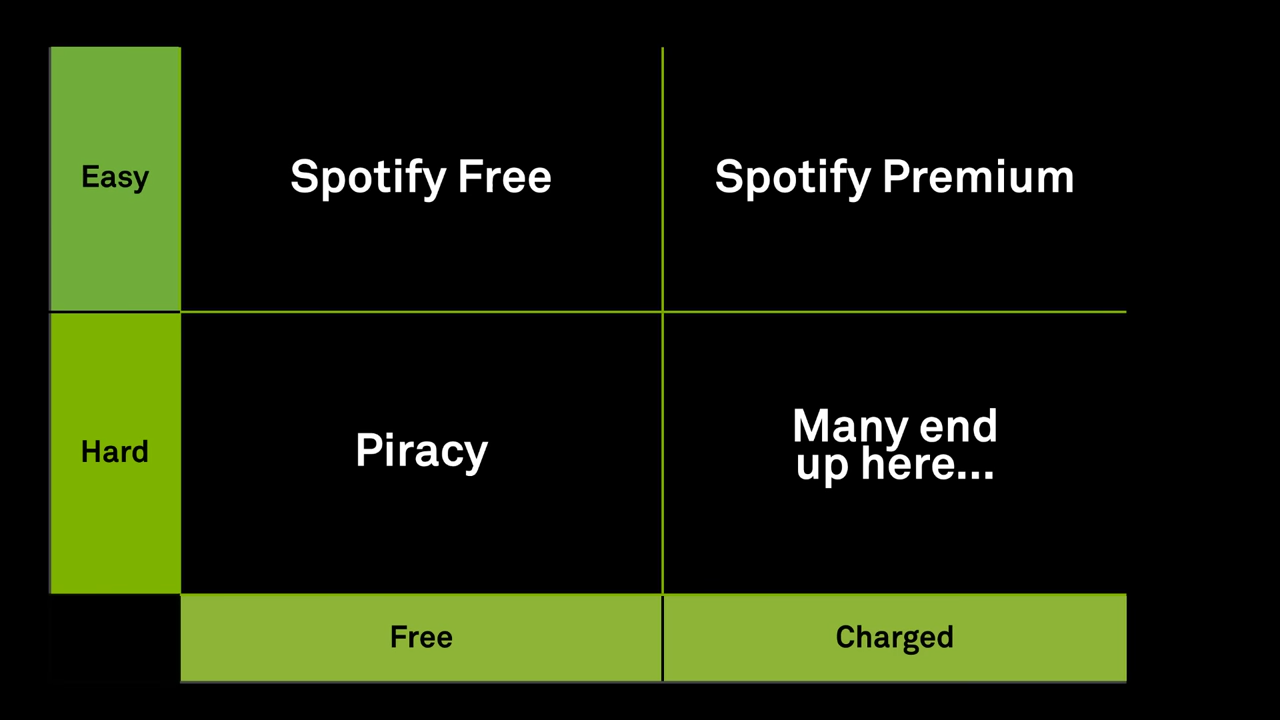 Easy
Spotify Free
Spotify Premium
Hard
Piracy
Many end
up here...
Free
Charged